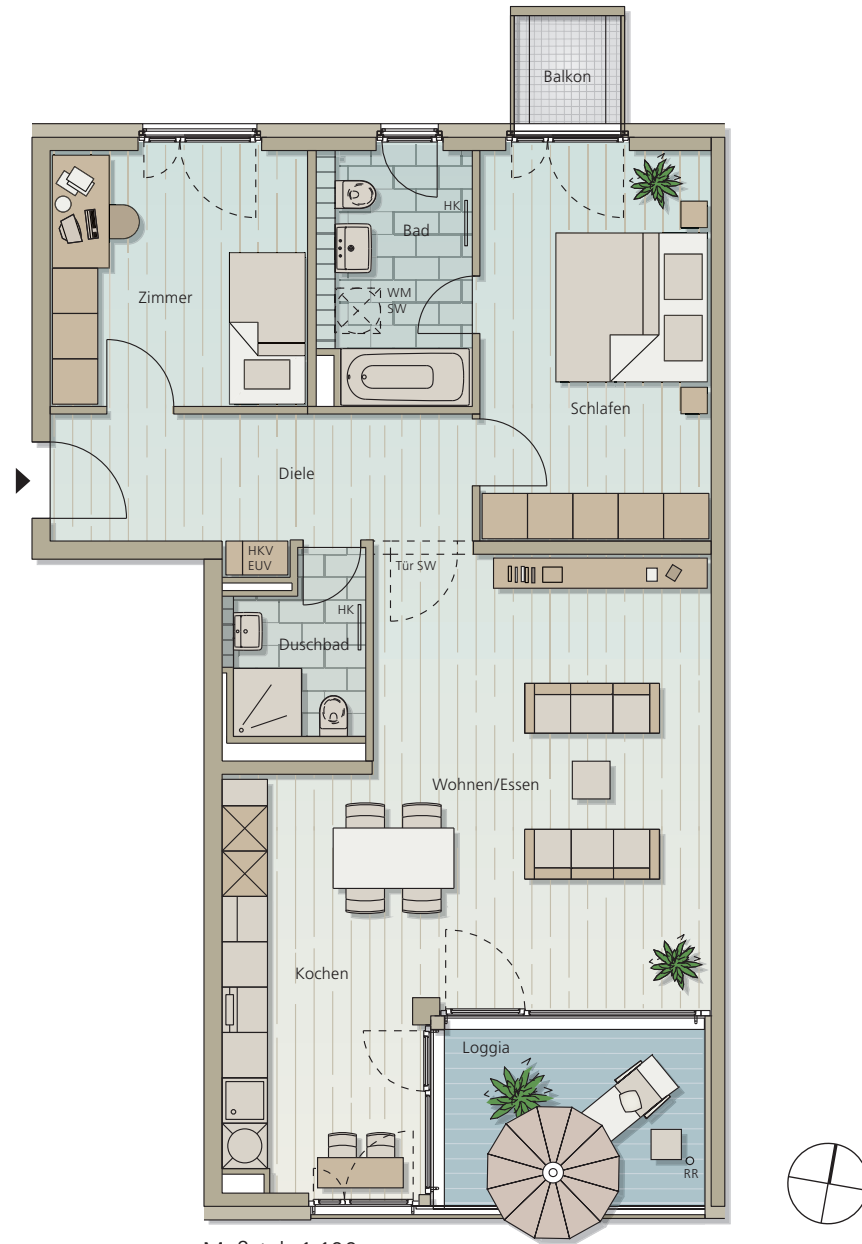 Balkon
HK
Bad
Zimmer
WM
SW
Schlafen
Diele
HKV
EUV
Tür SW
HK
Duschbad
Wohnen/Essen
Kochen
Loggia
RR